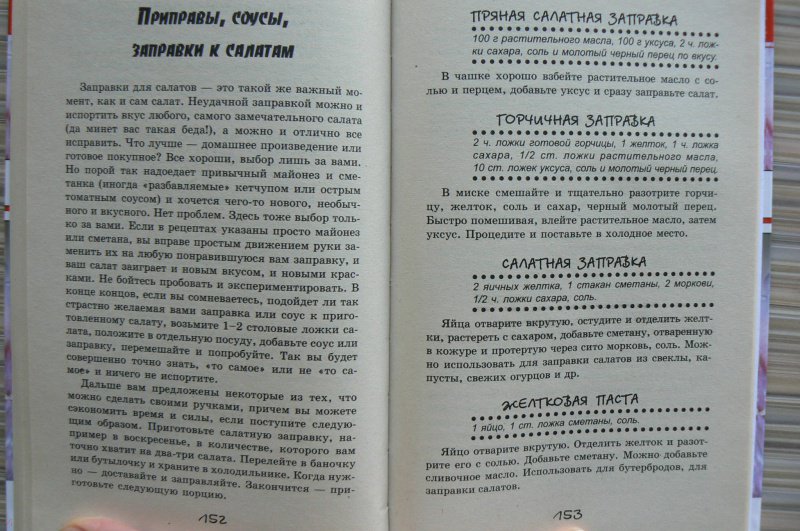 Приправы, соусы,
заправки к салатам
Заправки для салатов — это такой же важный мо-
мент, как и сам салат. Неудачной заправкой можно и
испортить вкус любого, самого замечательного салата
(да минет вас такая беда!), а можно и отлично все
исправить. Что лучше — домашнее произведение или
готовое покупное? Все хороши, выбор лишь за вами.
Но порой так надоедает привычный майонез и сме-
танка (иногда «разбавляемые» кетчупом или острым
томатным соусом) и хочется чего-то нового, необыч-
ного и вкусного. Нет проблем. Здесь тоже выбор толь-
ко за вами. Если в рецептах указаны просто майонез
или сметана, вы вправе простым движением руки заме-
нить их на любую понравившуюся вам заправку, и
ваш салат заиграет и новым вкусом, и новыми крас-
ками. Не бойтесь пробовать и экспериментировать. В
конце концов, если вы сомневаетесь, подойдет ли так
страстно желаемая вами заправка или соус к приго-
товленному салату, возьмите 1–2 столовые ложки са-
лата, положите в отдельную посуду, добавьте соус или
заправку, перемешайте и попробуйте. Так вы будет
совершенно точно знать, «то самое» или не «то са-
мое» и ничего не испортите.
Дальше вам предложены некоторые из тех, что
можно сделать своими ручками, причем вы можете
сэкономить время и силы, если поступите следую-
щим образом. Приготовьте салатную заправку, на-
пример в воскресенье, в количестве, которого вам
точно хватит на два-три салата. Перелейте в баночку
или бутылочку и храните в холодильнике. Когда нуж-
но — доставайте и заправляйте. Закончится — при-
готовьте следующую порцию.
152
ПРЯНАЯ САЛАТНАЯ ЗАПРАВКА
100 г растительного масла, 100 г уксуса, 2 ч. лож-
ки сахара, соль и молотый черный перец по вкусу.
В чашке хорошо взбейте растительное масло с со-
лью и перцем, добавьте уксус и сразу заправьте салат.
ГОРЧИЧНАЯ ЗАПРАВКА
2 ч. ложки готовой горчицы, 1 желток, 1 ч. ложка
сахара, 1/2 ст. ложки растительного масла,
10 ст. ложек уксуса, соль и молотый черный перец.
В миске смешайте и тщательно разотрите горчи-
цу, желток, соль и сахар, черный молотый перец.
Быстро помешивая, влейте растительное масло, затем
уксус. Процедите и поставьте в холодное место.
САЛАТНАЯ ЗАПРАВКА
2 яичных желтка, 1 стакан сметаны, 2 моркови,
1/2 ч. ложки сахара, соль.
Яйца отварите вкрутую, остудите и отделить желт-
ки, растереть с сахаром, добавьте сметану, отваренную
в кожуре и протертую через сито морковь, соль. Мож-
но использовать для заправки салатов из свеклы, ка-
пусты, свежих огурцов и др.
ЖЕЛТКОВАЯ ПАСТА
1 яйцо, 1 ст. ложка сметаны, соль.
Яйцо отварите вкрутую. Отделить желток и разот-
рите его с солью. Добавьте сметану. Можно добавьте
сливочное масло. Использовать для бутербродов, для
заправки салатов.
153